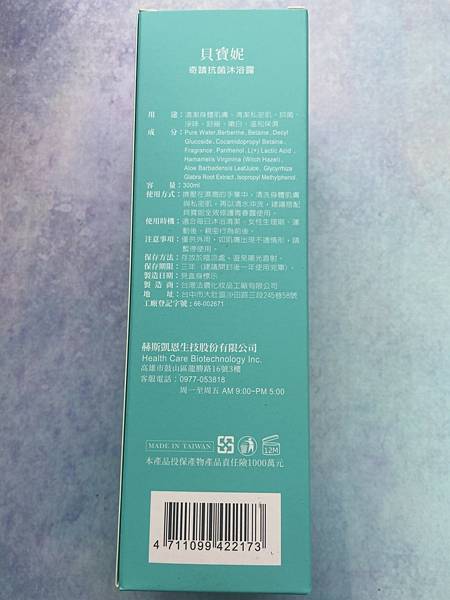 貝寶妮
奇蹟抗菌沐浴露
用　　途：清潔身體肌膚、清潔私密肌、抑菌、
淨味、舒緩、嫩白、溫和保濕
成　　分：Pure Water,Berberine, Betaine, Decyl
Glucoside, Cocamidopropyl Betaine,
Fragrance, Panthenol, L(+) Lactic Acid ,
Hamamelis Virginina (Witch Hazel),
Aloe Barbadensis LeafJuice , Glycyrrhiza
Glabra Root Extract , Isopropyl Methylphenol
容　　量：300ml
使用方式：擠壓在濕潤的手掌中，清洗身體肌膚
與私密肌，再以清水沖洗，建議搭配
貝寶妮全效修護青春露使用。
使用時機：適合每日沐浴清潔、女性生理期、運
動後、親密行為前後。
注意事項：僅供外用，如肌膚出現不適情形，請
暫停使用。
保存方法：存放於陰涼處，避免陽光直射。
保存期限：三年（建議開封後一年使用完畢）。
製造日期：見直身標示
製 造 商：台灣法麗化妝品工廠有限公司
地　　址：台中市大肚區沙田路三段245巷58號
工廠登記字號：66-002671
赫斯凱恩生技股份有限公司
Health Care Biotechnology Inc.
高雄市鼓山區龍勝路16號3樓
客服電話：0977-053818
周一至周五 AM 9:00~PM 5:00
MADE IN TAIWAN
12M
本產品投保產物產品責任險1000萬元
4 711099 422173